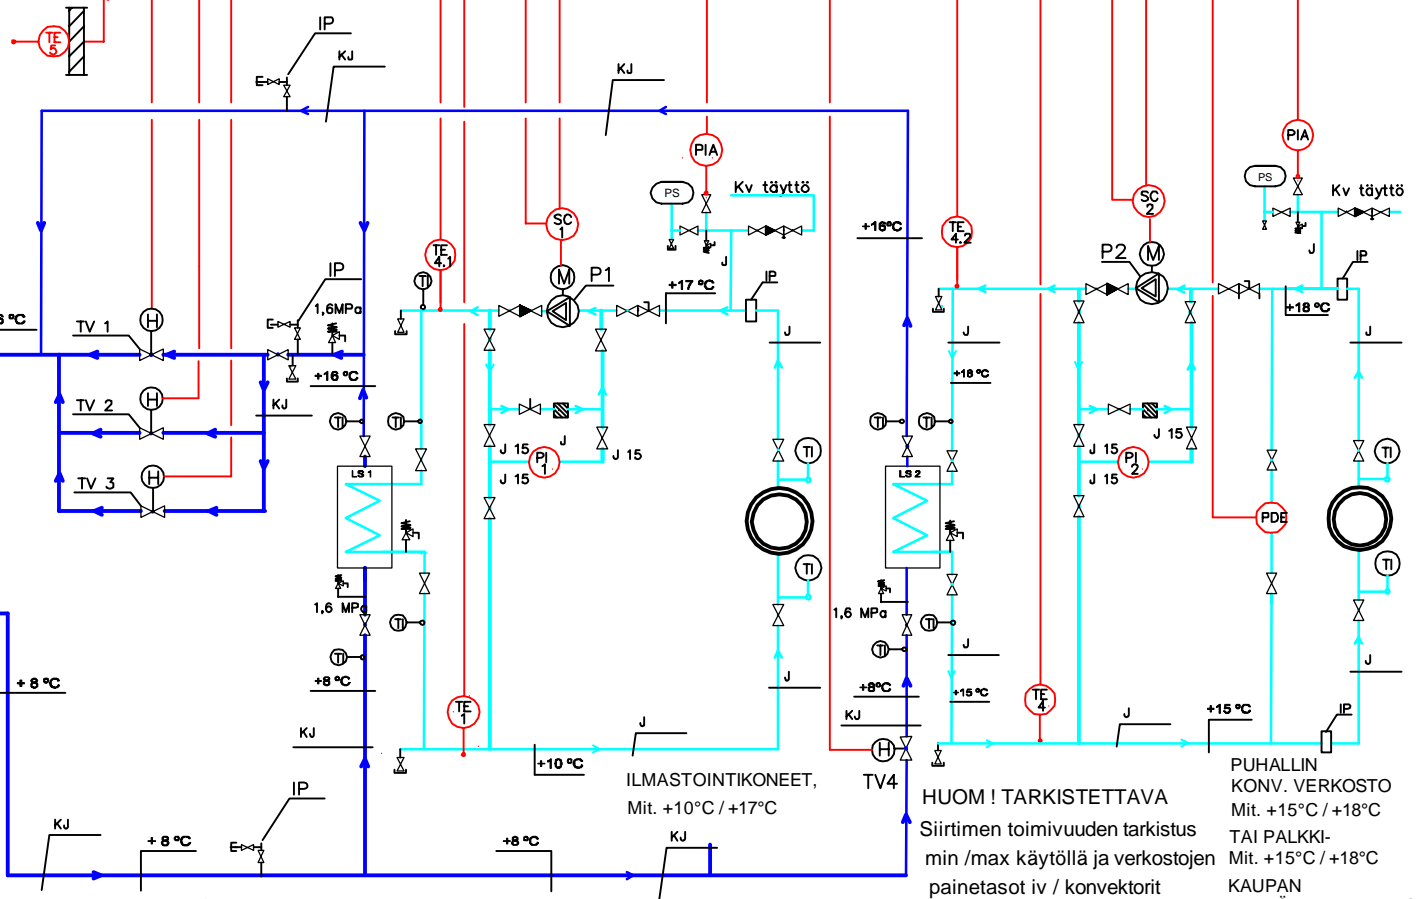 TE
5
IP
KJ
KJ
PIA
PIA
PS
Kv täyttö
PS
Kv täyttö
SC
1
SC
2
+16°C
TE
4.1
TE
4.2
J
J
TI
M
P1
M
P2
IP
IP
+17 °C
+18 °C
IP
1,6MPa
6 °C
TV 1
H
J
J
J
J
+16 °C
+18 °C
TV 2
H
KJ
TI
TI
TI
TI
J
J 15
J 15
J 15
PI
1
J 15
J 15
PI
2
TI
TI
TV 3
H
LS 1
LS 2
PDE
TI
TI
1,6 MPa
1,6 MPa
TI
TI
TI
TI
J
J
J
+ 8 °C
+8 °C
+8°C
+15 °C
TE
1
TE
4
KJ
KJ
J
J
+15 °C
IP
H
+10 °C
TV4
ILMASTOINTIKONEET,
Mit. +10°C / +17°C
PUHALLIN
KONV. VERKOSTO
Mit. +15°C / +18°C
TAI PALKKI-
Mit. +15°C / +18°C
KAUPAN
HUOM ! TARKISTETTAVA
Siirtimen toimivuuden tarkistus
min /max käytöllä ja verkostojen
painetasot iv / konvektorit
IP
KJ
+ 8 °C
+8 °C
KJ